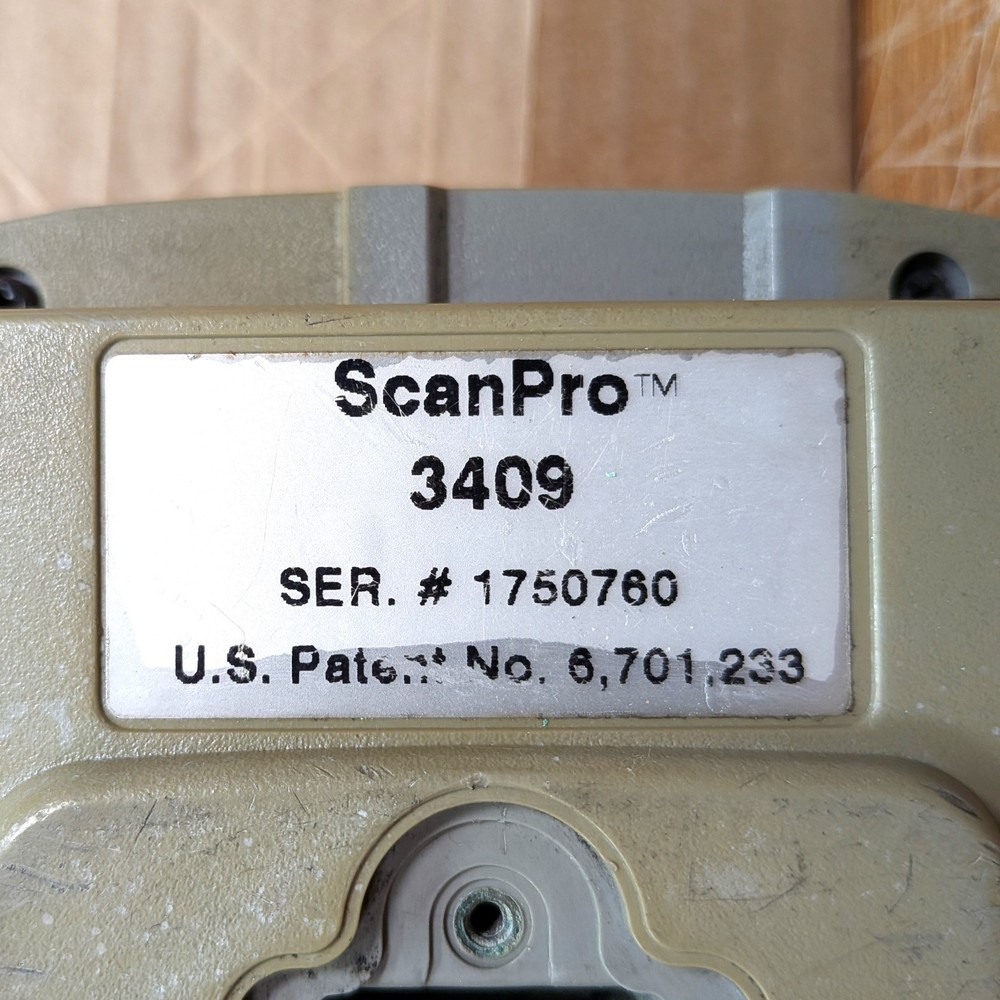 ScanPro™
3409
SER. # 1750760
U.S. Patent No. 6,701,233